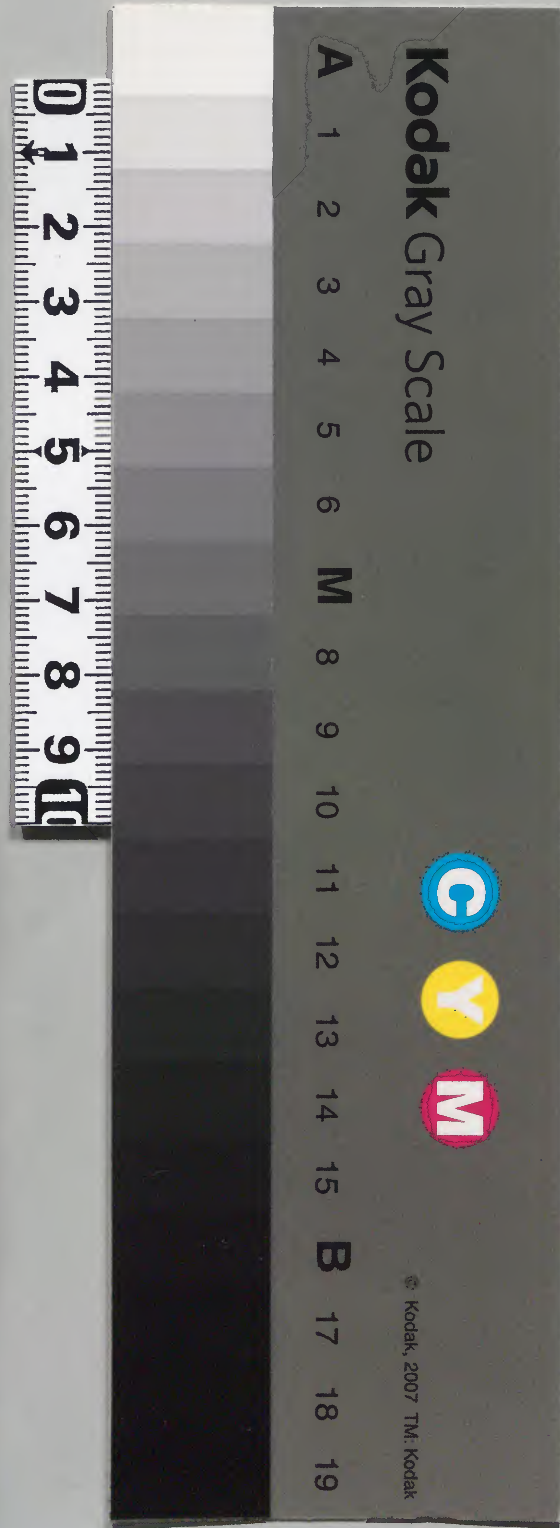 Kodak Gray Scale
C Y M
© Kodak, 2007 TM: Kodak
A 1 2 3 4 5 6 M 8 9 10 11 12 13 14 15 B 17 18 19
0 1 2 3 4 5 6 7 8 9 10